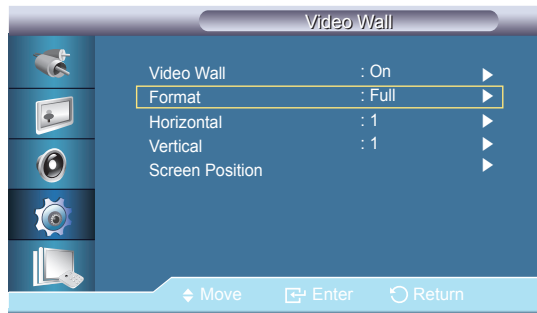 Video Wall
Video Wall : On
Format : Full
Horizontal : 1
Vertical : 1
Screen Position
Move Enter Return